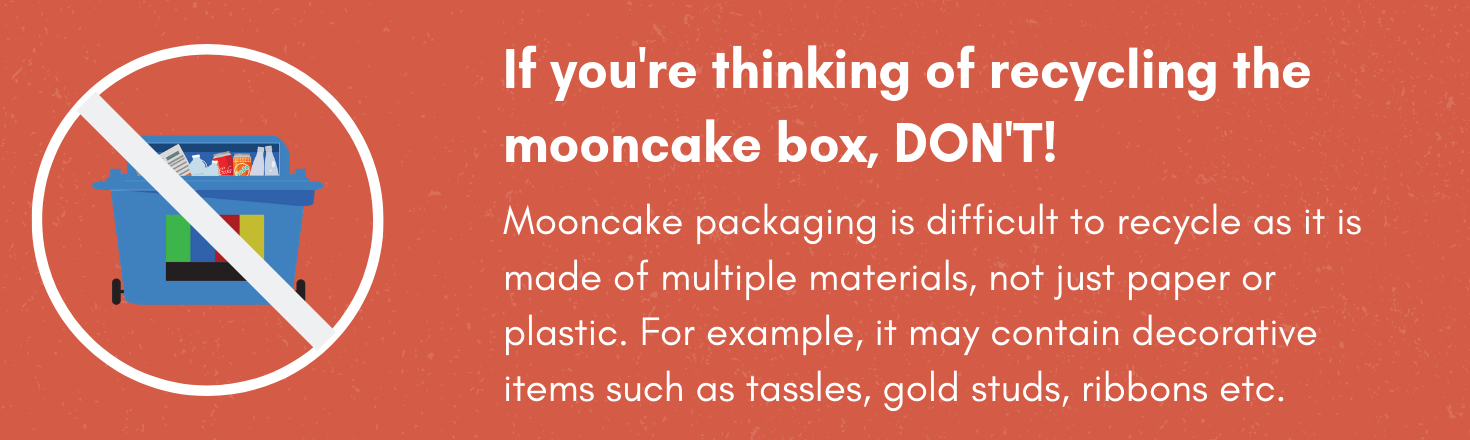 If you're thinking of recycling the
mooncake box, DON'T!
Mooncake packaging is difficult to recycle as it is
made of multiple materials, not just paper or
plastic. For example, it may contain decorative
items such as tassles, gold studs, ribbons etc.